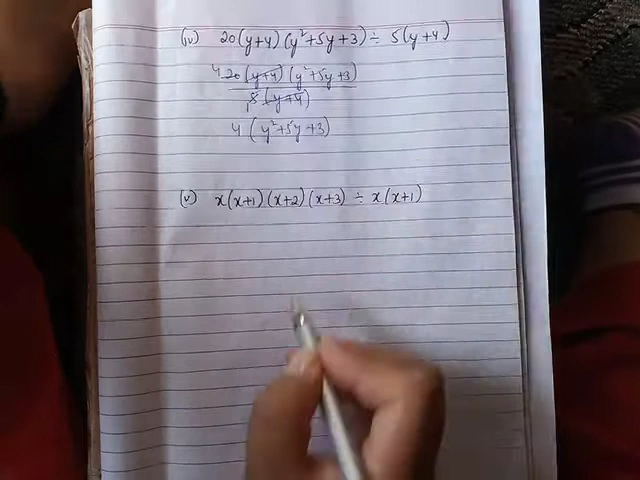 (iv) 20(y+4)(y²+5y+3) ÷ 5(y+4)
4 20 (y+4) (y²+5y+3)
1 5 (y+4)
4 (y²+5y+3)
(v) x(x+1)(x+2)(x+3) ÷ x(x+1)